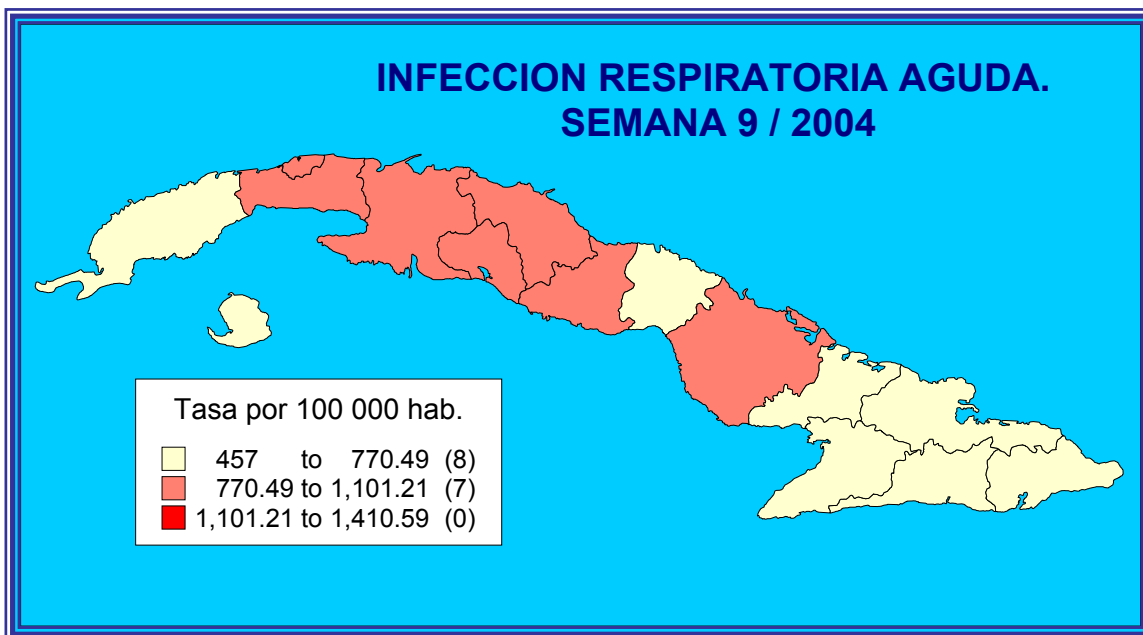 INFECCION RESPIRATORIA AGUDA.
SEMANA 9 / 2004
Tasa por 100 000 hab.
457 to 770.49 (8)
770.49 to 1,101.21 (7)
1,101.21 to 1,410.59 (0)